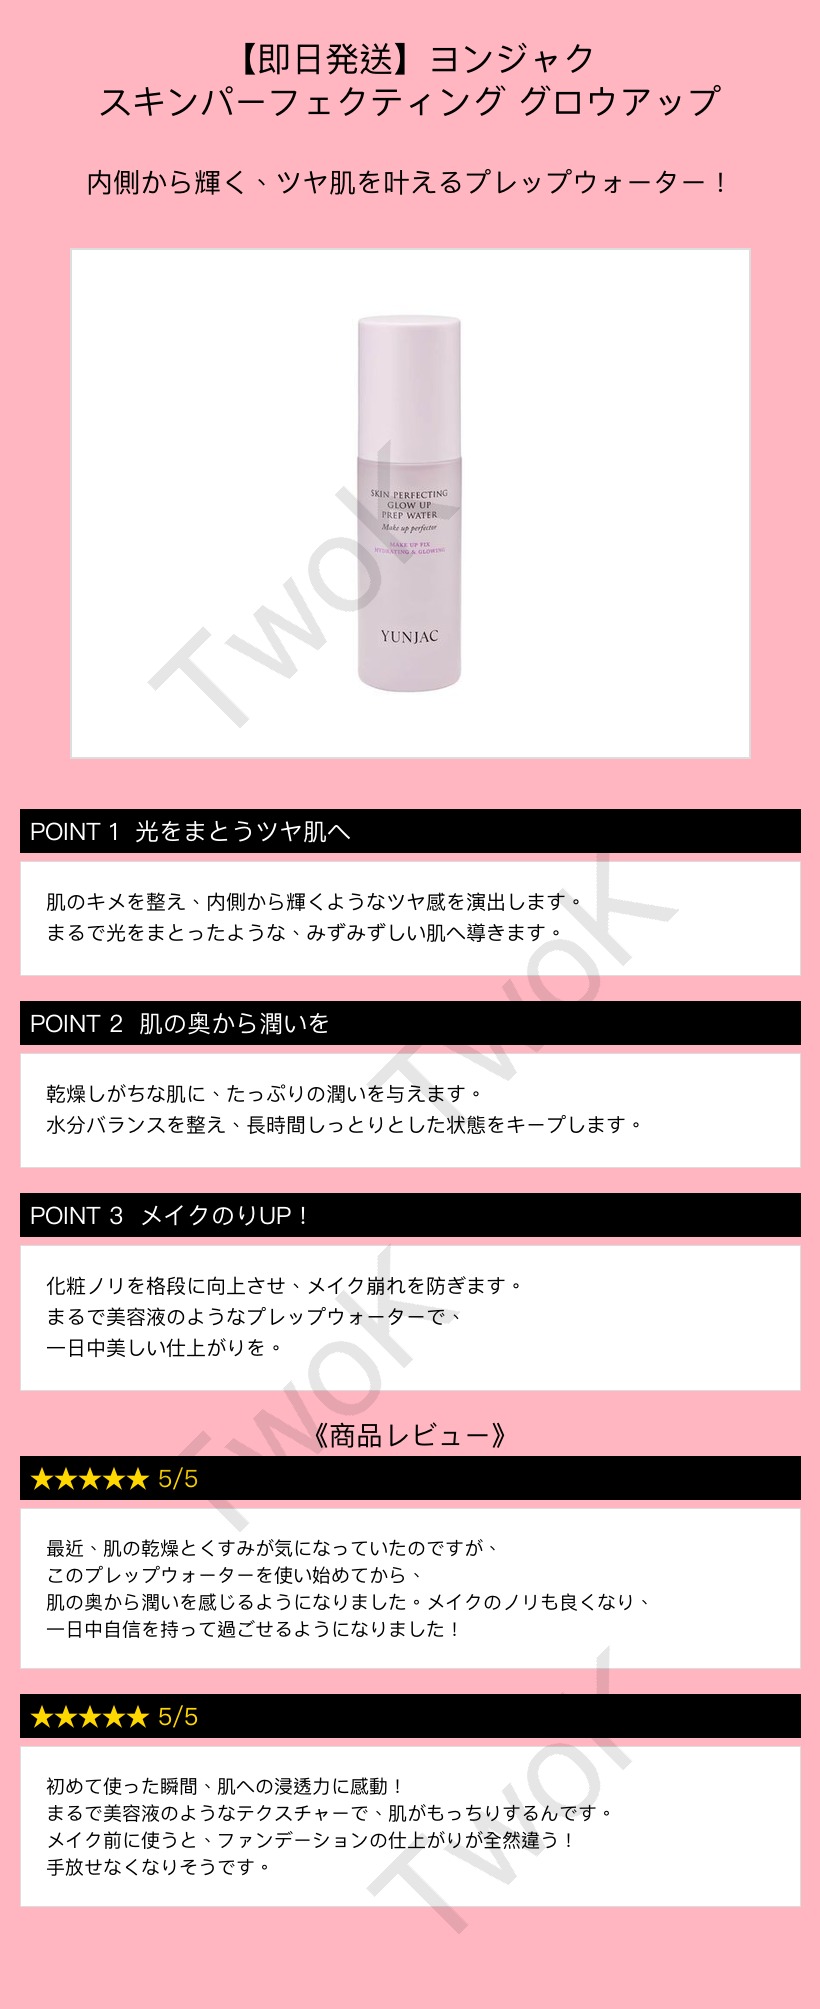 【即日発送】ヨンジャク
スキンパーフェクティング グロウアップ
内側から輝く、ツヤ肌を叶えるプレップウォーター！
SKIN PERFECTING
GLOW UP
PREP WATER
Make up perfector
MAKE UP FIX
HYDRATING & GLOWING
YUNJAC
TwoK
POINT 1 光をまとうツヤ肌へ
肌のキメを整え、内側から輝くようなツヤ感を演出します。
まるで光をまとったような、みずみずしい肌へ導きます。
TwoK
POINT 2 肌の奥から潤いを
乾燥しがちな肌に、たっぷりの潤いを与えます。
水分バランスを整え、長時間しっとりとした状態をキープします。
POINT 3 メイクのりUP！
化粧ノリを格段に向上させ、メイク崩れを防ぎます。
まるで美容液のようなプレップウォーターで、
一日中美しい仕上がりを。
TwoK
《商品レビュー》
★★★★★ 5/5
最近、肌の乾燥とくすみが気になっていたのですが、
このプレップウォーターを使い始めてから、
肌の奥から潤いを感じるようになりました。メイクのノリも良くなり、
一日中自信を持って過ごせるようになりました！
★★★★★ 5/5
初めて使った瞬間、肌への浸透力に感動！
まるで美容液のようなテクスチャーで、肌がもっちりするんです。
メイク前に使うと、ファンデーションの仕上がりが全然違う！
手放せなくなりそうです。
TwoK